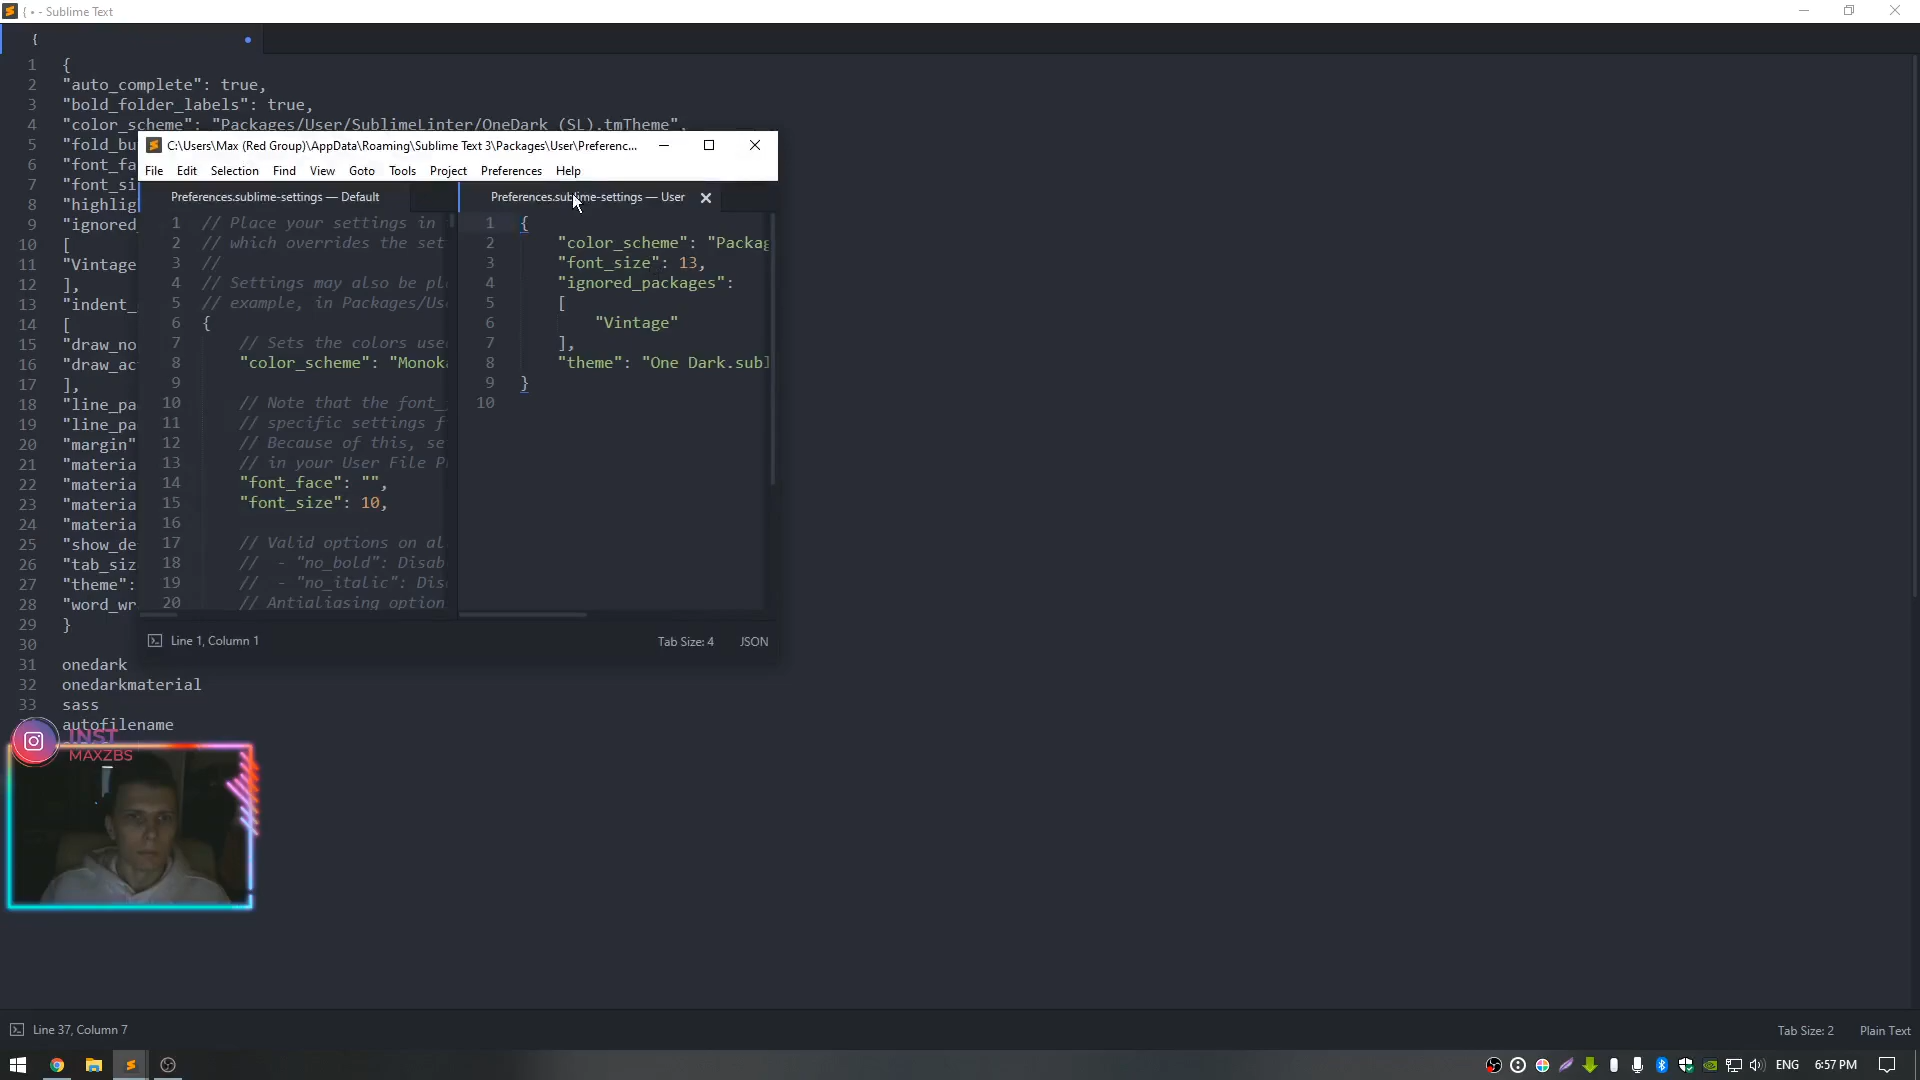 { • - Sublime Text
{
1 {
2 "auto_complete": true,
3 "bold_folder_labels": true,
4 "color_scheme": "Packages/User/SublimeLinter/OneDark (SL).tmTheme",
5 "fold_bu
6 "font_fa
7 "font_si
8 "highlig
9 "ignored_
10 [
11 "Vintage
12 ],
13 "indent_
14 [
15 "draw_no
16 "draw_ac
17 ],
18 "line_pa
19 "line_pa
20 "margin"
21 "materia
22 "materia
23 "materia
24 "materia
25 "show_de
26 "tab_siz
27 "theme":
28 "word_wr
29 }
30
31 onedark
32 onedarkmaterial
33 sass
autofilename
C:\Users\Max (Red Group)\AppData\Roaming\Sublime Text 3\Packages\User\Preferenc...
File Edit Selection Find View Goto Tools Project Preferences Help
Preferences.sublime-settings — Default
1 // Place your settings in
2 // which overrides the set
3 //
4 // Settings may also be pl
5 // example, in Packages/Us
6 {
7 // Sets the colors use
8 "color_scheme": "Monok
9
10 // Note that the font_
11 // specific settings f
12 // Because of this, se
13 // in your User File P
14 "font_face": "",
15 "font_size": 10,
16
17 // Valid options on al
18 // - "no_bold": Disab
19 // - "no_italic": Dis
20 // Antialiasing option
Preferences.sublime-settings — User
1 {
2 "color_scheme": "Packag
3 "font_size": 13,
4 "ignored_packages":
5 [
6 "Vintage"
7 ],
8 "theme": "One Dark.subl
9 }
10
Line 1, Column 1
Tab Size: 4 JSON
INST
MAXZBS
Line 37, Column 7
Tab Size: 2 Plain Text
ENG 6:57 PM